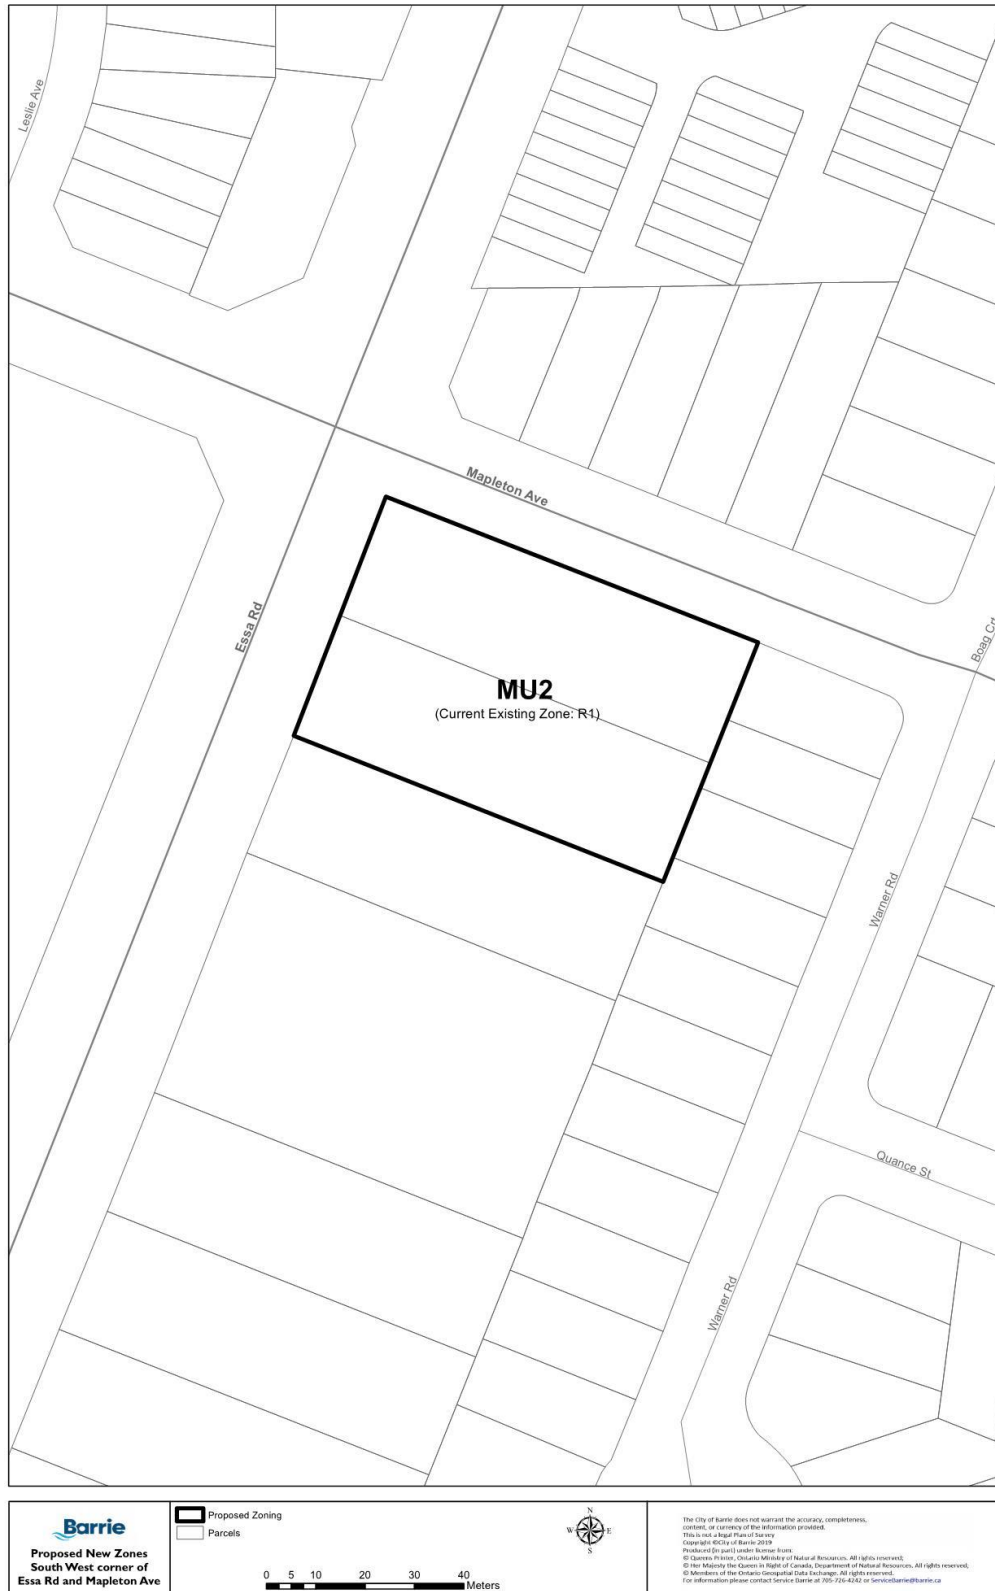 Leslie Ave
Mapleton Ave
Essa Rd
Boag Crt
MU2
(Current Existing Zone: R1)
Warner Rd
Quance St
Warner Rd
Barrie
Proposed New Zones
South West corner of
Essa Rd and Mapleton Ave
Proposed Zoning
Parcels
N
W E
S
0 5 10 20 30 40
Meters
The City of Barrie does not warrant the accuracy, completeness,
content, or currency of the information provided.
This is not a legal Plan of Survey
Copyright ©City of Barrie 2019
Produced (in part) under license from:
© Queens Printer, Ontario Ministry of Natural Resources. All rights reserved;
© Her Majesty the Queen in Right of Canada, Department of Natural Resources. All rights reserved;
© Members of the Ontario Geospatial Data Exchange. All rights reserved.
For information please contact Service Barrie at 705-726-4242 or ServiceBarrie@barrie.ca